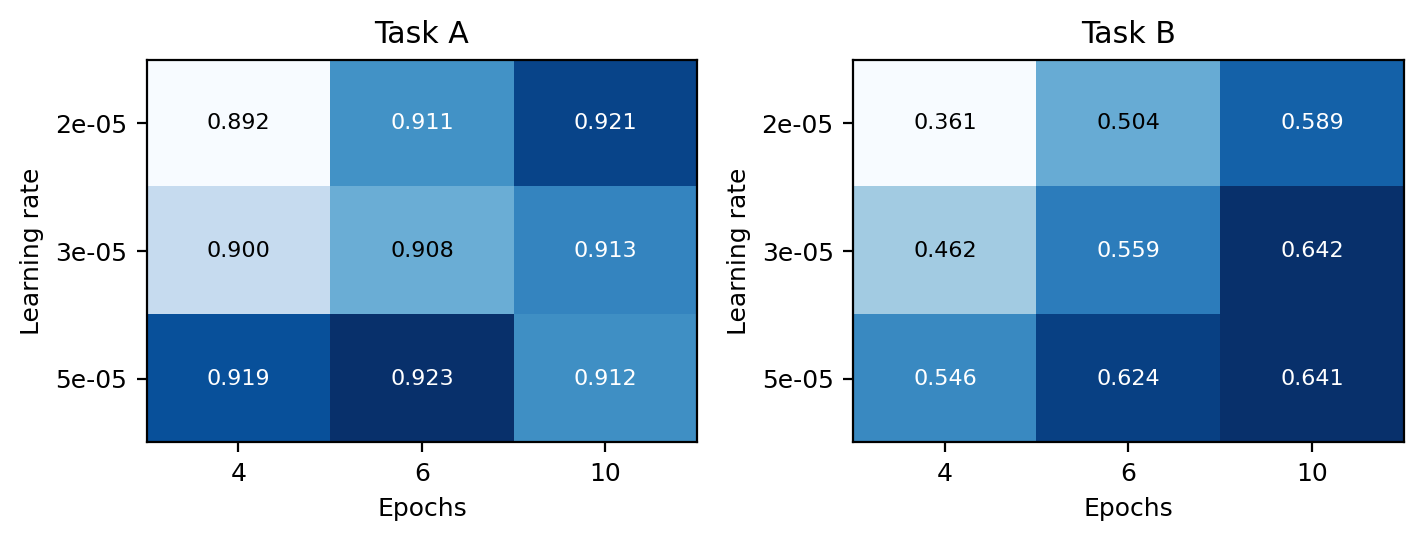 Task A
Learning rate
2e-05 0.892 0.911 0.921
3e-05 0.900 0.908 0.913
5e-05 0.919 0.923 0.912
4 6 10
Epochs
Task B
Learning rate
2e-05 0.361 0.504 0.589
3e-05 0.462 0.559 0.642
5e-05 0.546 0.624 0.641
4 6 10
Epochs